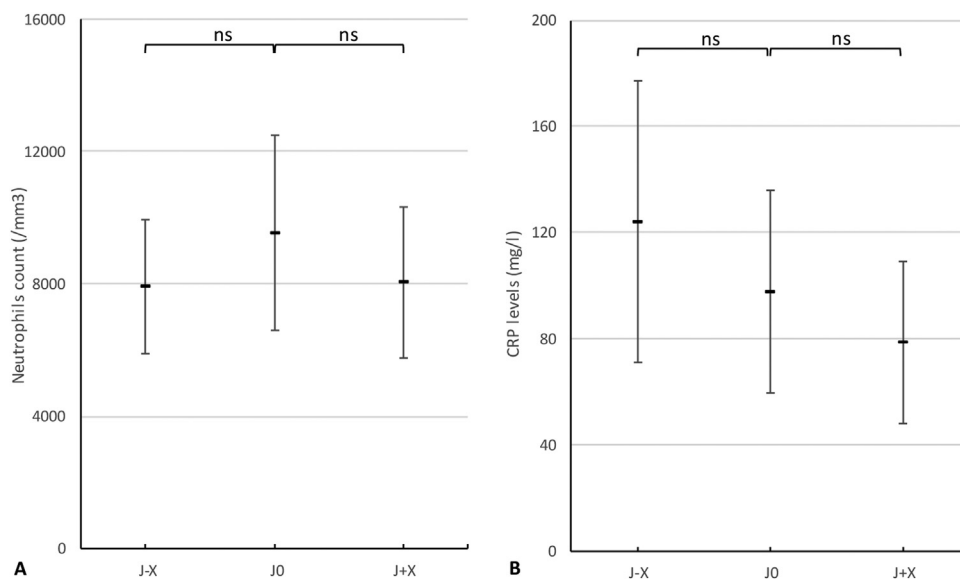 16000
12000
8000
4000
0
Neutrophils count (/mm3)
ns
ns
J-X
J0
J+X
A
200
160
120
80
40
0
CRP levels (mg/l)
ns
ns
J-X
J0
J+X
B